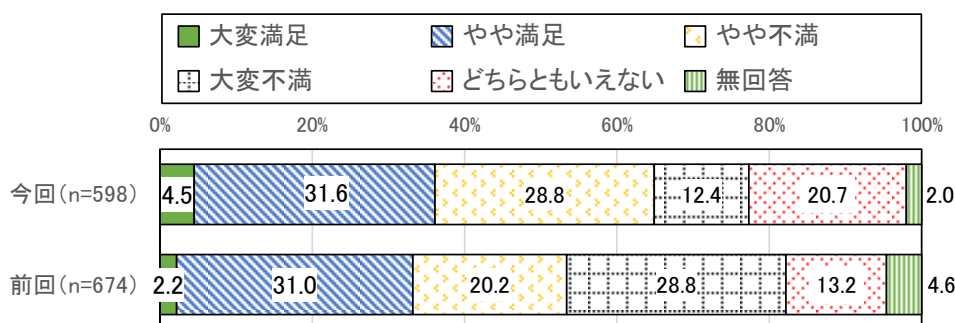 大変満足 やや満足 やや不満
大変不満 どちらともいえない 無回答
0% 20% 40% 60% 80% 100%
今回(n=598) 4.5 31.6 28.8 12.4 20.7 2.0
前回(n=674) 2.2 31.0 20.2 28.8 13.2 4.6